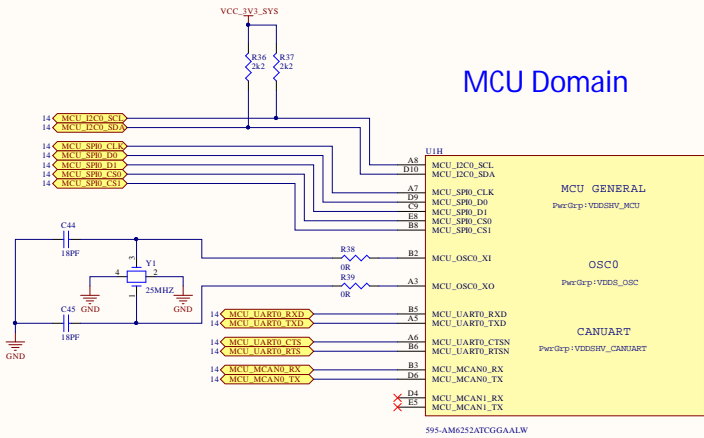 VCC_3V3_SYS
R36
2k2
R37
2k2
MCU Domain
14 MCU_I2C0_SCL
14 MCU_I2C0_SDA
14 MCU_SPI0_CLK
14 MCU_SPI0_D0
14 MCU_SPI0_D1
14 MCU_SPI0_CS0
14 MCU_SPI0_CS1
U1H
A8 MCU_I2C0_SCL
D10 MCU_I2C0_SDA
A7 MCU_SPI0_CLK
D9 MCU_SPI0_D0
C9 MCU_SPI0_D1
E8 MCU_SPI0_CS0
B8 MCU_SPI0_CS1
MCU GENERAL
PwrGrp:VDDSHV_MCU
C44
18PF
3
4
2
1
Y1
25MHZ
GND
GND
C45
18PF
GND
R38
0R
R39
0R
B2 MCU_OSC0_XI
A3 MCU_OSC0_XO
OSC0
PwrGrp:VDDS_OSC
14 MCU_UART0_RXD
14 MCU_UART0_TXD
14 MCU_UART0_CTS
14 MCU_UART0_RTS
14 MCU_MCAN0_RX
14 MCU_MCAN0_TX
B5 MCU_UART0_RXD
A5 MCU_UART0_TXD
A6 MCU_UART0_CTSN
B6 MCU_UART0_RTSN
B3 MCU_MCAN0_RX
D6 MCU_MCAN0_TX
D4 MCU_MCAN1_RX
E5 MCU_MCAN1_TX
CANUART
PwrGrp:VDDSHV_CANUART
595-AM6252ATCGGAALW